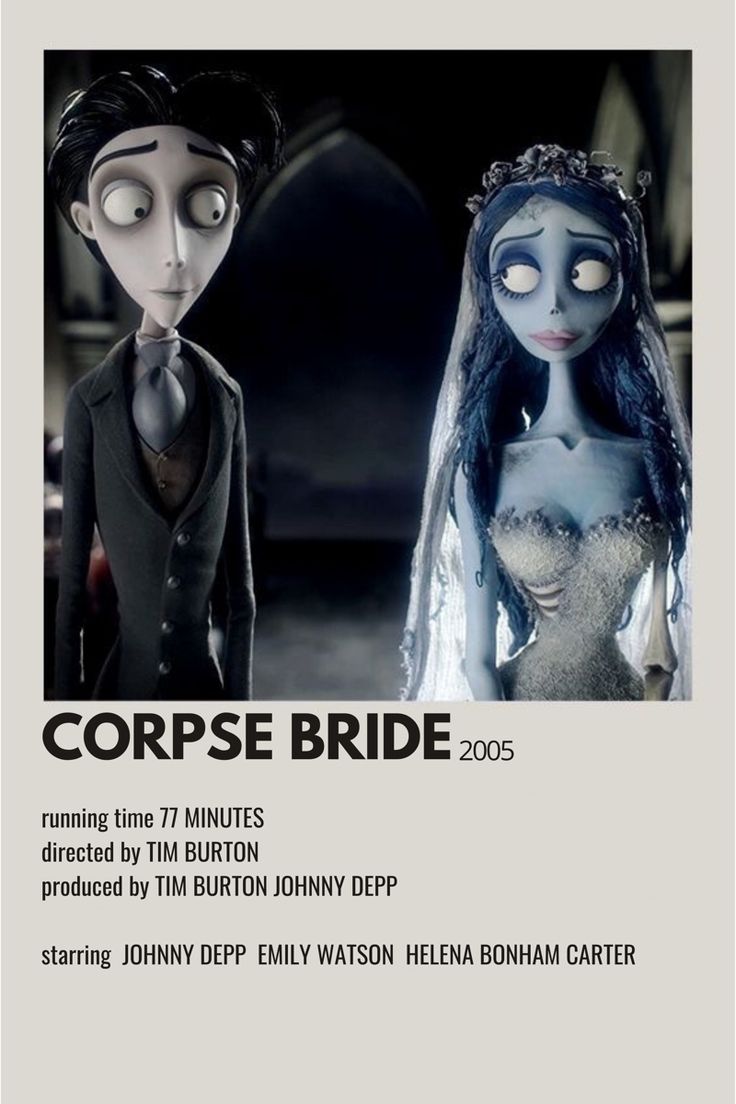 CORPSE BRIDE 2005
running time 77 MINUTES
directed by TIM BURTON
produced by TIM BURTON JOHNNY DEPP
starring JOHNNY DEPP EMILY WATSON HELENA BONHAM CARTER